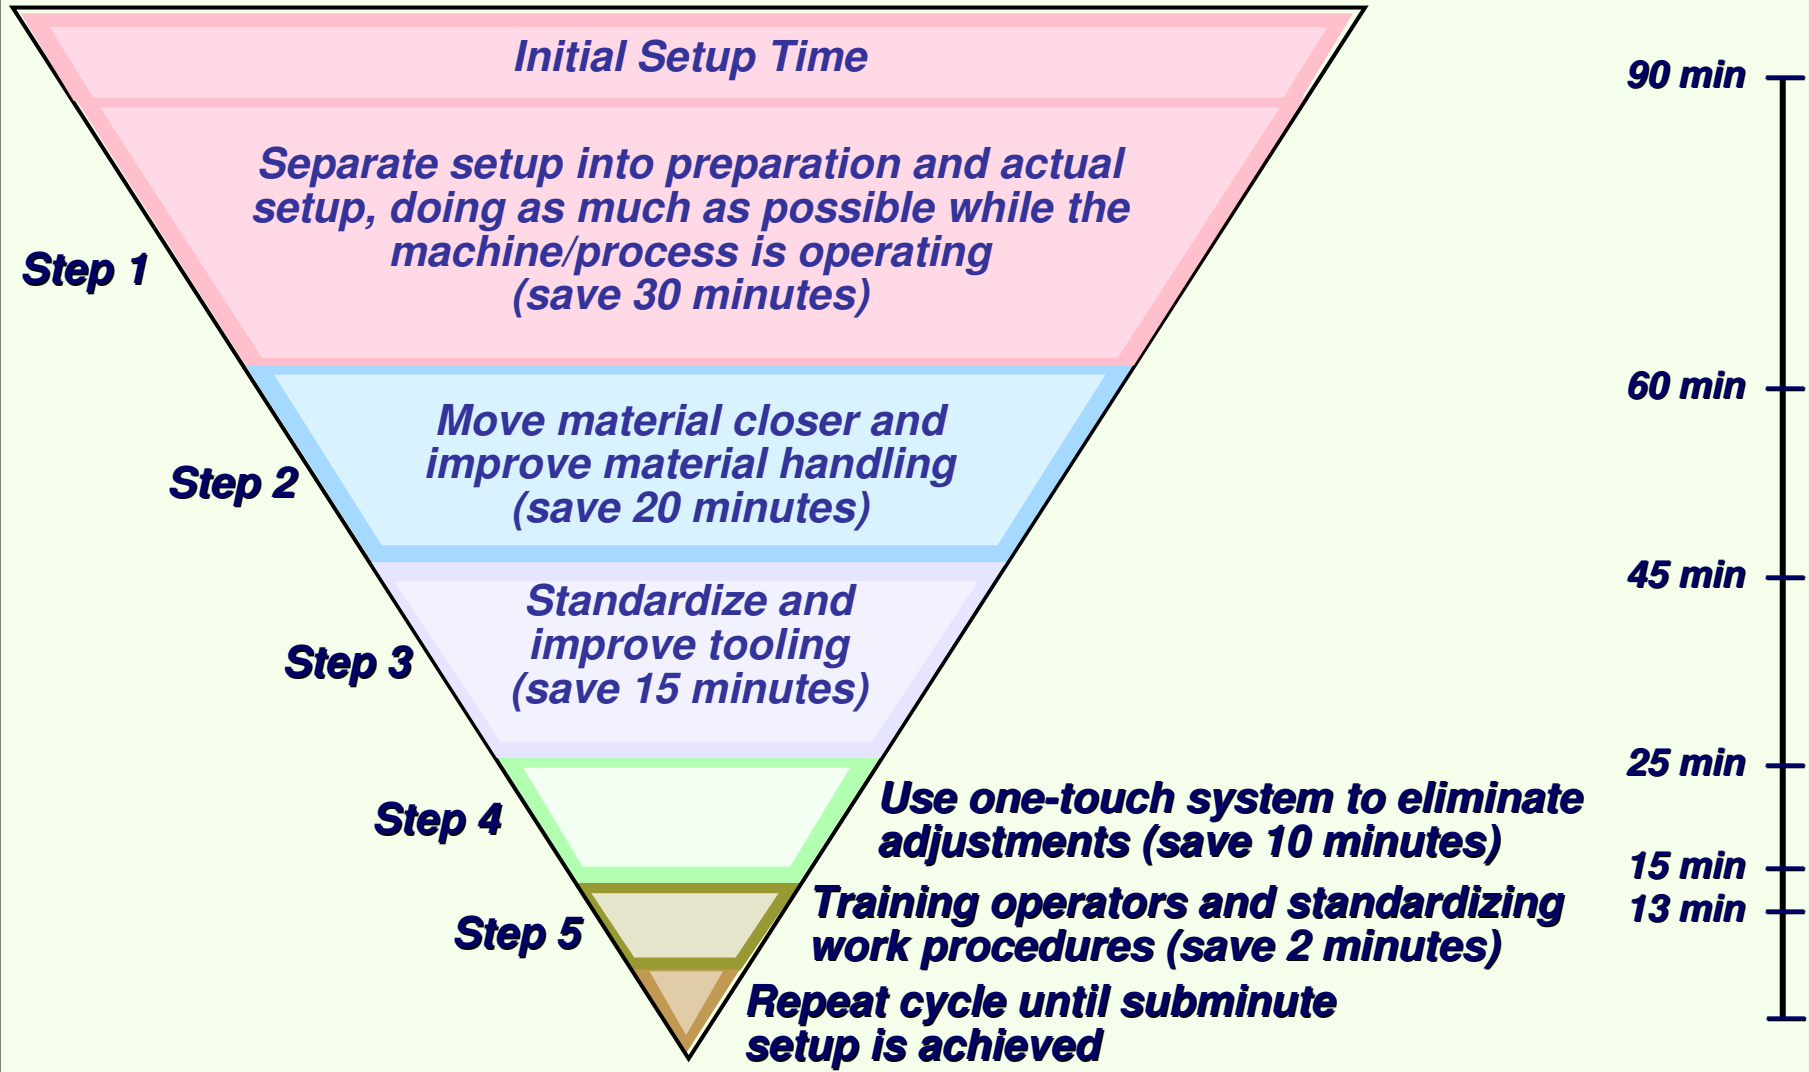 Initial Setup Time
90 min
Separate setup into preparation and actual
setup, doing as much as possible while the
machine/process is operating
(save 30 minutes)
Step 1
60 min
Move material closer and
improve material handling
(save 20 minutes)
Step 2
45 min
Standardize and
improve tooling
(save 15 minutes)
Step 3
25 min
Step 4
Use one-touch system to eliminate
adjustments (save 10 minutes)
15 min
Step 5
Training operators and standardizing
work procedures (save 2 minutes)
13 min
Repeat cycle until subminute
setup is achieved